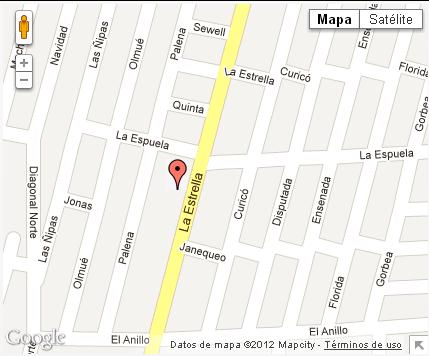 Mapa
Satélite
Sewell
Navidad
Las Ñipas
Olmué
Palena
La Estrella
Curicó
Florida
Ensenada
Gorbea
Quinta
La Espuela
La Espuela
Diagonal Norte
Jonas
Las Ñipas
Olmué
Palena
La Estrella
Curicó
Disputada
Ensenada
Janequeo
Florida
Gorbea
El Anillo
El Anillo
Google
Datos de mapa ©2012 Mapcity - Términos de uso